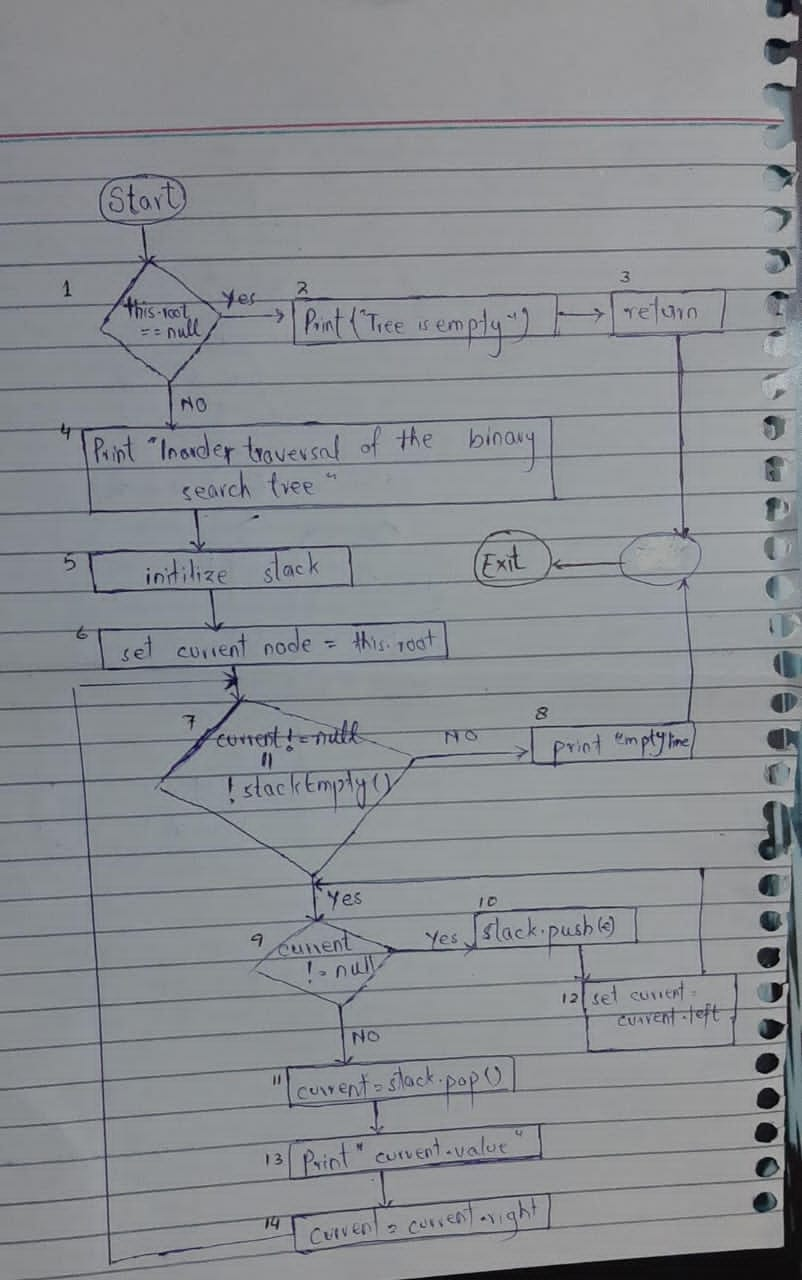 Start
1
this.root
== null
Yes
2
Print ("Tree is empty")
3
return
NO
4
Print "Inorder traversal of the binary
search tree"
5
initilize stack
Exit
6
set current node = this.root
7
current != null
||
! stackEmpty()
NO
8
print empty line
Yes
9
current
!= null
Yes
10
stack.push(c)
12
set current =
current.left
NO
11
current = stack.pop()
13
Print "current.value"
14
current = current.right